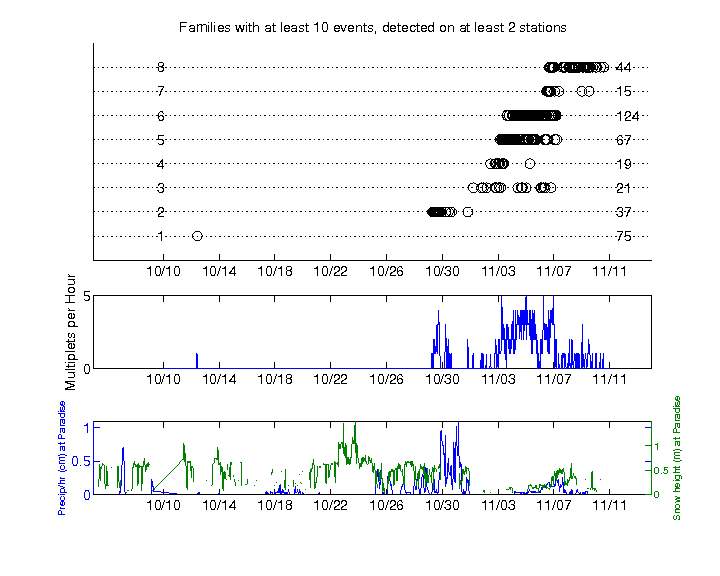 Families with at least 10 events, detected on at least 2 stations
8 44
7 15
6 124
5 67
4 19
3 21
2 37
1 75
10/10 10/14 10/18 10/22 10/26 10/30 11/03 11/07 11/11
Multiplets per Hour
5
0
10/10 10/14 10/18 10/22 10/26 10/30 11/03 11/07 11/11
Precip/hr (cm) at Paradise
1
0.5
0
Snow height (m) at Paradise
1
0.5
0
10/10 10/14 10/18 10/22 10/26 10/30 11/03 11/07 11/11